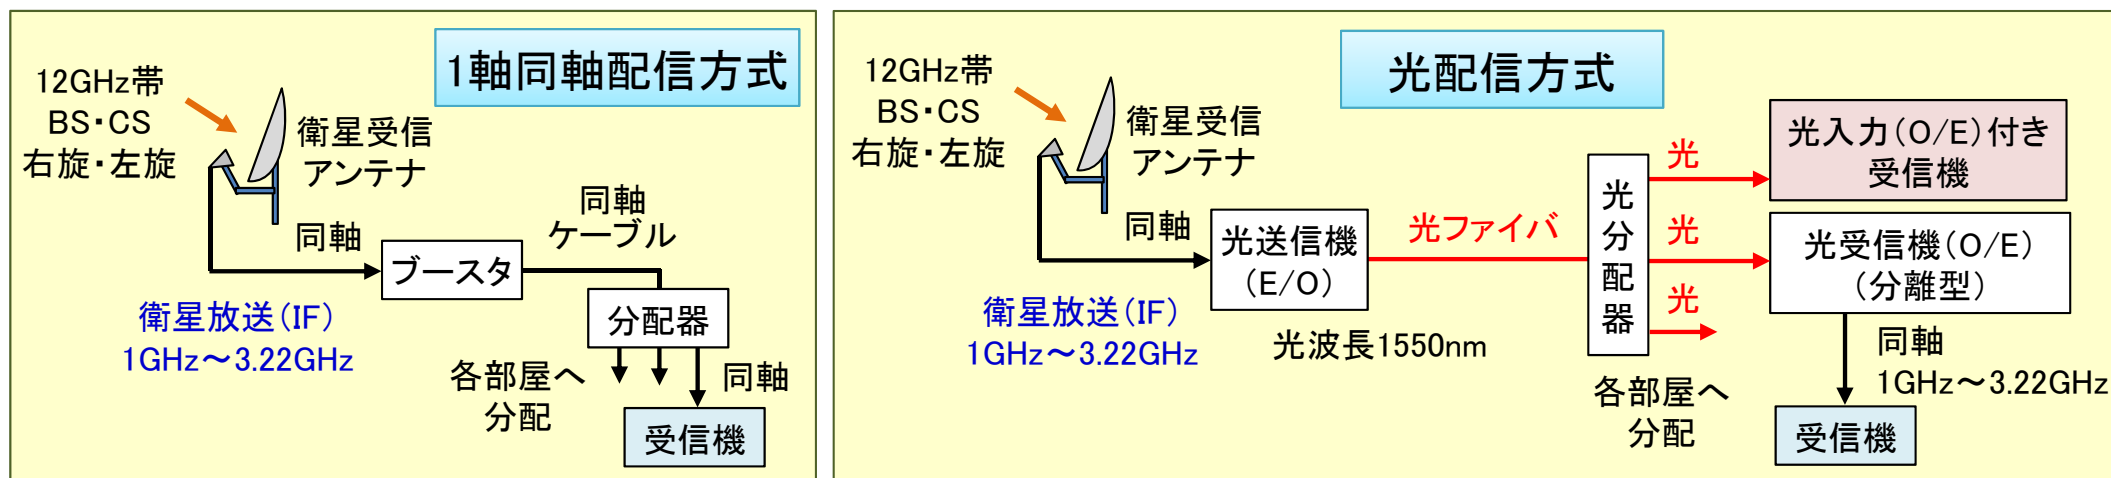 1軸同軸配信方式
12GHz帯
BS・CS
右旋・左旋
衛星受信
アンテナ
同軸
ブースタ
同軸
ケーブル
衛星放送(IF)
1GHz～3.22GHz
分配器
各部屋へ
分配
同軸
受信機
光配信方式
12GHz帯
BS・CS
右旋・左旋
衛星受信
アンテナ
同軸
光送信機
(E/O)
光ファイバ
衛星放送(IF)
1GHz～3.22GHz
光波長1550nm
光分配器
光
光
光
各部屋へ
分配
光入力(O/E)付き
受信機
光受信機(O/E)
(分離型)
同軸
1GHz～3.22GHz
受信機